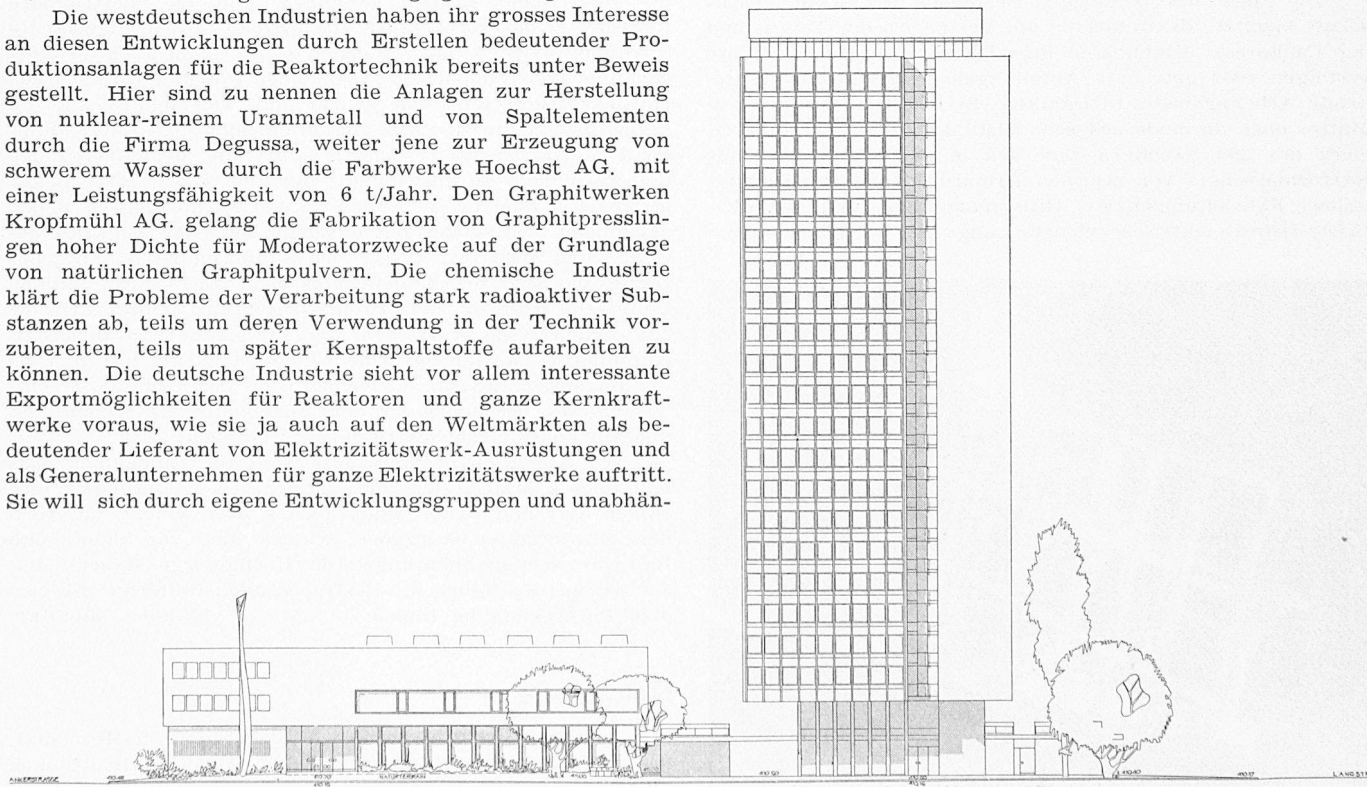 Die westdeutschen Industrien haben ihr grosses Interesse
an diesen Entwicklungen durch Erstellen bedeutender Pro-
duktionsanlagen für die Reaktortechnik bereits unter Beweis
gestellt. Hier sind zu nennen die Anlagen zur Herstellung
von nuklear-reinem Uranmetall und von Spaltelementen
durch die Firma Degussa, weiter jene zur Erzeugung von
schwerem Wasser durch die Farbwerke Hoechst AG. mit
einer Leistungsfähigkeit von 6 t/Jahr. Den Graphitwerken
Kropfmühl AG. gelang die Fabrikation von Graphitpresslin-
gen hoher Dichte für Moderatorzwecke auf der Grundlage
von natürlichen Graphitpulvern. Die chemische Industrie
klärt die Probleme der Verarbeitung stark radioaktiver Sub-
stanzen ab, teils um deren Verwendung in der Technik vor-
zubereiten, teils um später Kernspaltstoffe aufarbeiten zu
können. Die deutsche Industrie sieht vor allem interessante
Exportmöglichkeiten für Reaktoren und ganze Kernkraft-
werke voraus, wie sie ja auch auf den Weltmärkten als be-
deutender Lieferant von Elektrizitätswerk-Ausrüstungen und
als Generalunternehmen für ganze Elektrizitätswerke auftritt.
Sie will sich durch eigene Entwicklungsgruppen und unabhän-
ANKERSTRASSE 410.50 410.40